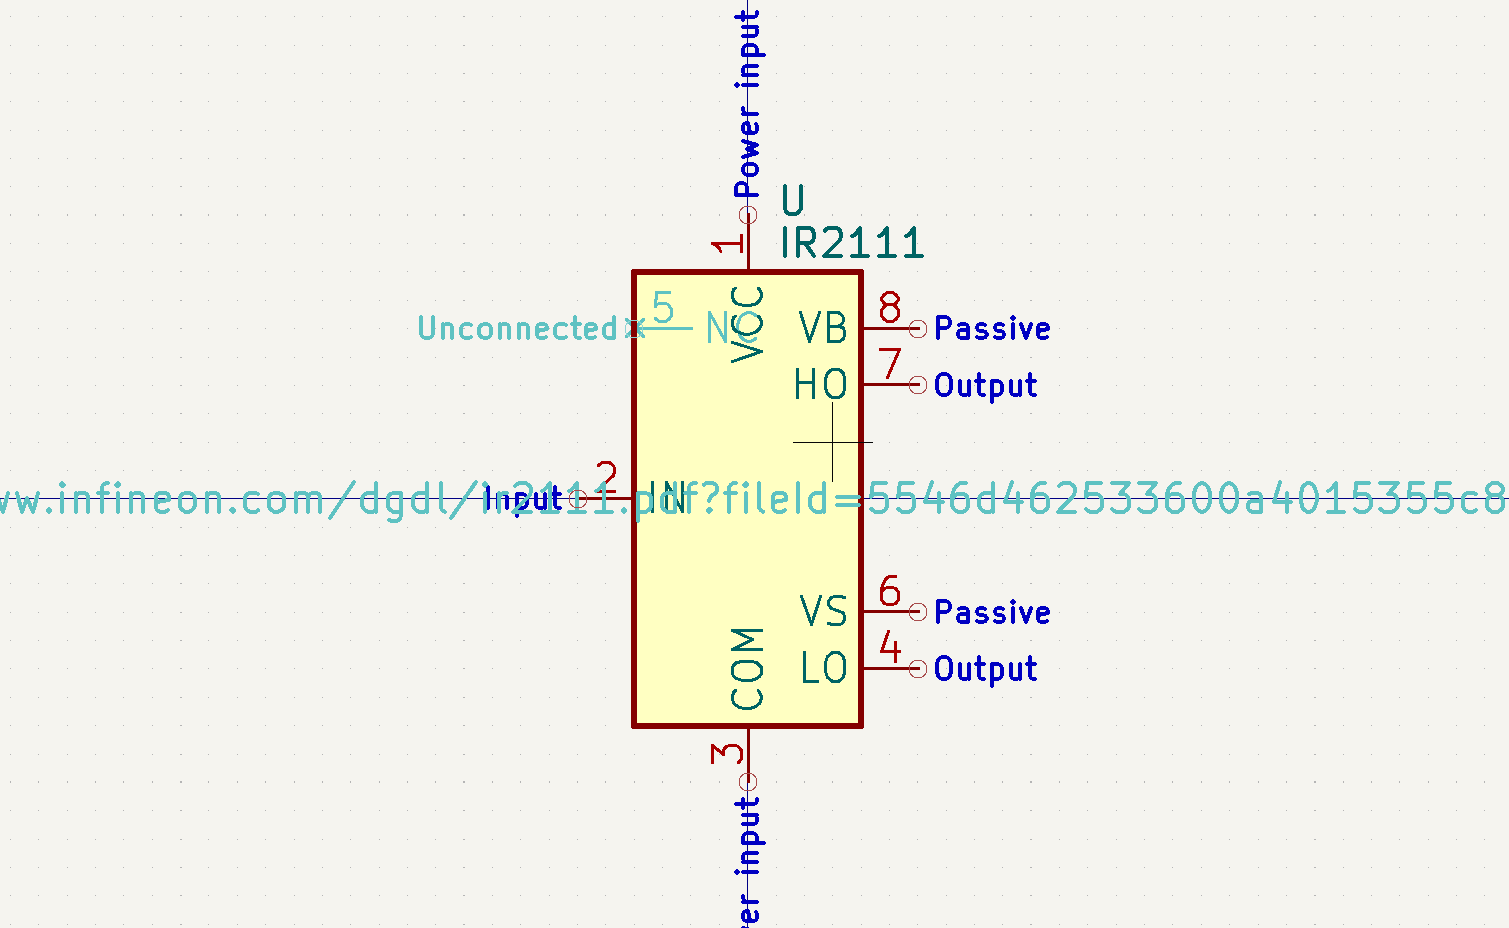 Power input
U
IR2111
1
VCC
5
Unconnected
NC
VB
8
Passive
HO
7
Output
2
Input
IN
ww.infineon.com/dgdl/ir2111.pdf?fileId=5546d462533600a4015355c8
VS
6
Passive
LO
4
Output
COM
3
input